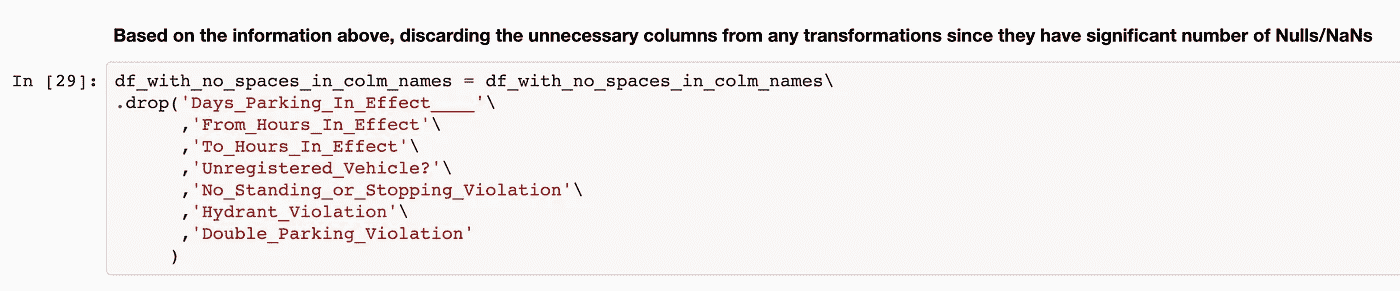 Based on the information above, discarding the unnecessary columns from any transformations since they have significant number of Nulls/NaNs
In [29]: df_with_no_spaces_in_colm_names = df_with_no_spaces_in_colm_names\
.drop('Days_Parking_In_Effect____'\
,'From_Hours_In_Effect'\
,'To_Hours_In_Effect'\
,'Unregistered_Vehicle?'\
,'No_Standing_or_Stopping_Violation'\
,'Hydrant_Violation'\
,'Double_Parking_Violation'
)